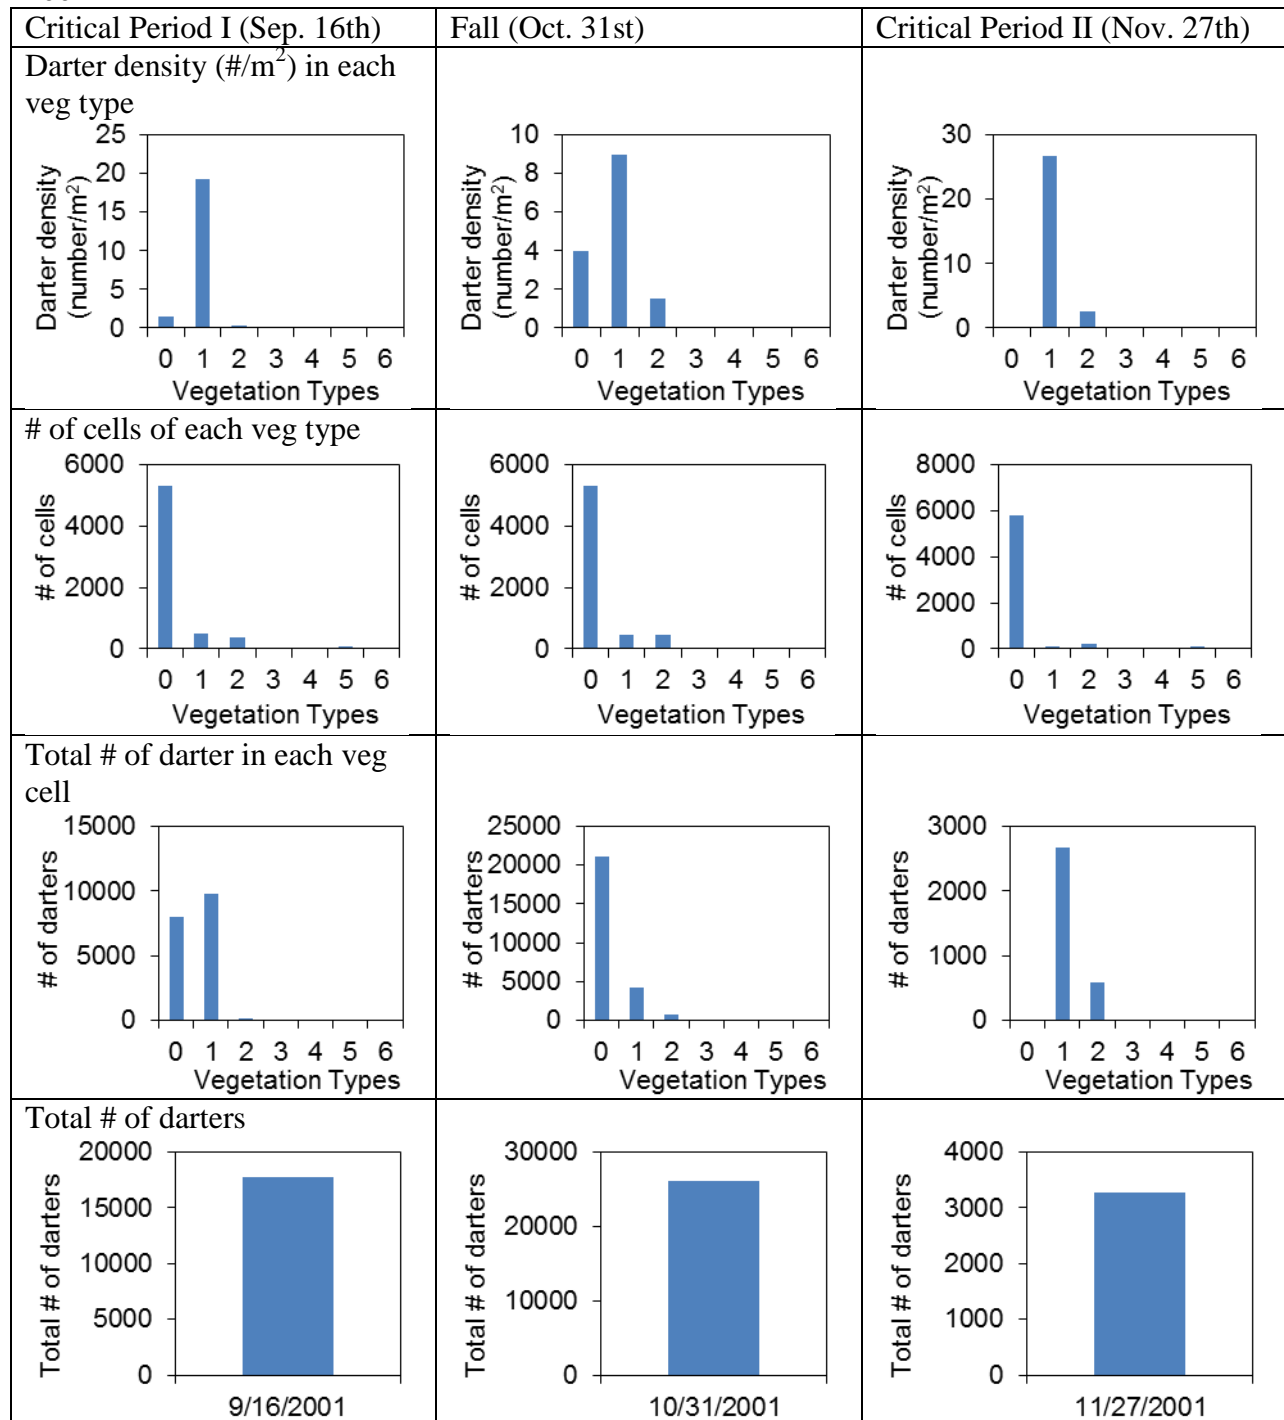 Critical Period I (Sep. 16th)
Fall (Oct. 31st)
Critical Period II (Nov. 27th)
Darter density (#/m²) in each
veg type
25
20
15
10
5
0
Darter density
(number/m²)
0 1 2 3 4 5 6
Vegetation Types
10
8
6
4
2
0
Darter density
(number/m²)
0 1 2 3 4 5 6
Vegetation Types
30
20
10
0
Darter density
(number/m²)
0 1 2 3 4 5 6
Vegetation Types
# of cells of each veg type
6000
4000
2000
0
# of cells
0 1 2 3 4 5 6
Vegetation Types
6000
4000
2000
0
# of cells
0 1 2 3 4 5 6
Vegetation Types
8000
6000
4000
2000
0
# of cells
0 1 2 3 4 5 6
Vegetation Types
Total # of darter in each veg
cell
15000
10000
5000
0
# of darters
0 1 2 3 4 5 6
Vegetation Types
25000
20000
15000
10000
5000
0
# of darters
0 1 2 3 4 5 6
Vegetation Types
3000
2000
1000
0
# of darters
0 1 2 3 4 5 6
Vegetation Types
Total # of darters
20000
15000
10000
5000
0
Total # of darters
9/16/2001
30000
20000
10000
0
Total # of darters
10/31/2001
4000
3000
2000
1000
0
Total # of darters
11/27/2001